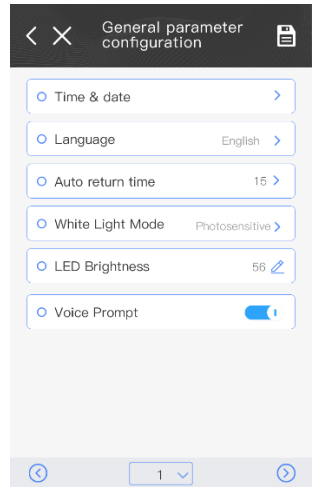 General parameter
configuration
Time & date
Language English
Auto return time 15
White Light Mode Photosensitive
LED Brightness 56
Voice Prompt
1